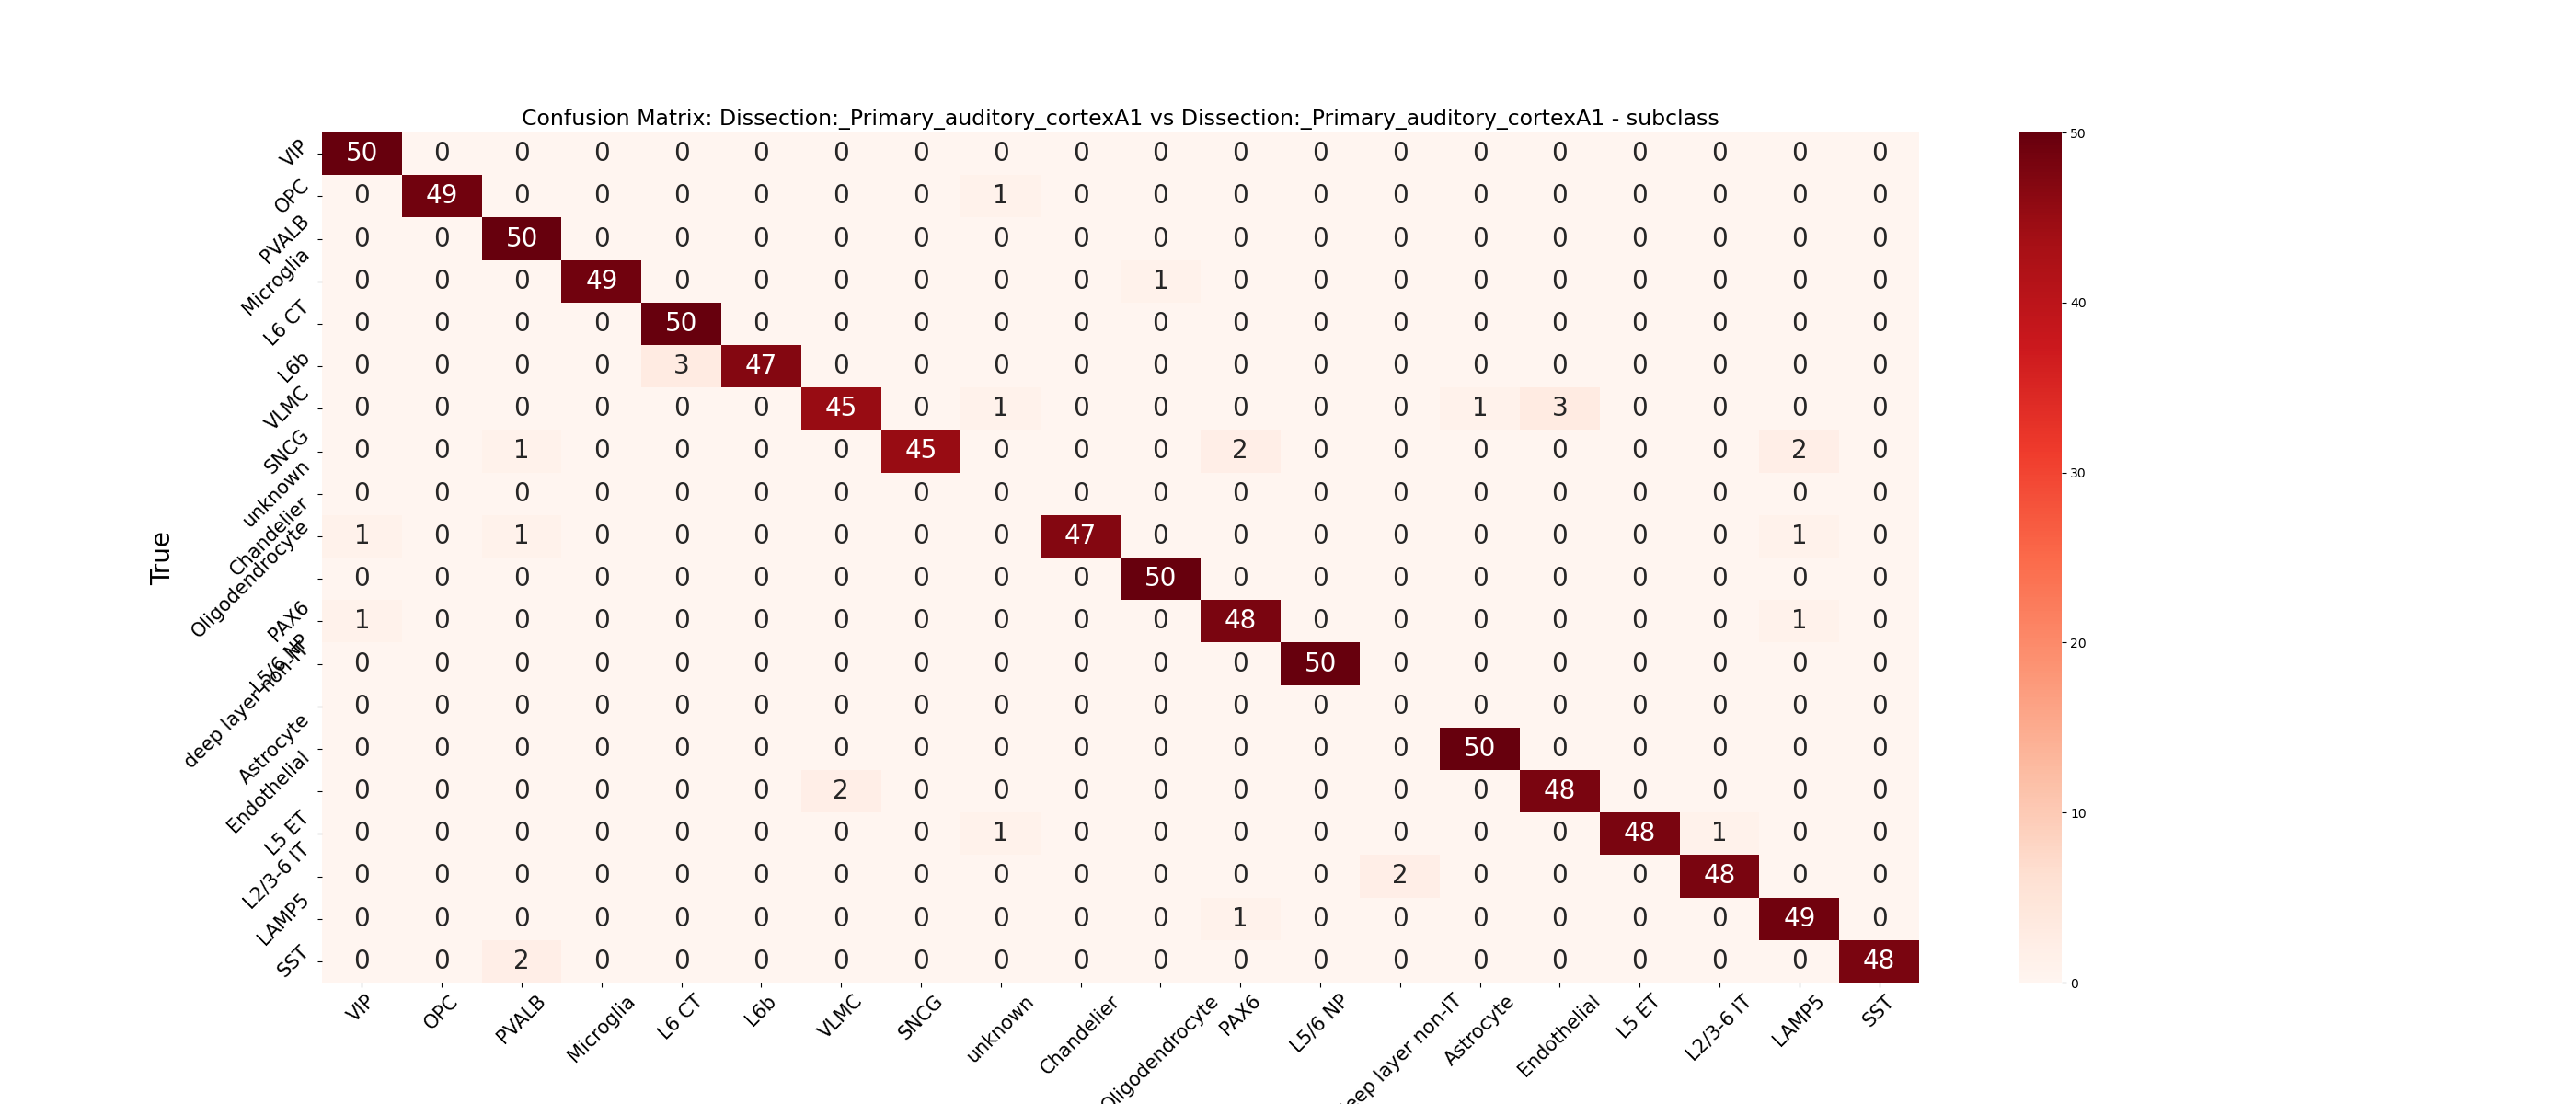 Confusion Matrix: Dissection:_Primary_auditory_cortexA1 vs Dissection:_Primary_auditory_cortexA1 - subclass
True
VIP 50 0 0 0 0 0 0 0 0 0 0 0 0 0 0 0 0 0 0 0
OPC 0 49 0 0 0 0 0 0 1 0 0 0 0 0 0 0 0 0 0 0
PVALB 0 0 50 0 0 0 0 0 0 0 0 0 0 0 0 0 0 0 0 0
Microglia 0 0 0 49 0 0 0 0 0 0 1 0 0 0 0 0 0 0 0 0
L6 CT 0 0 0 0 50 0 0 0 0 0 0 0 0 0 0 0 0 0 0 0
L6b 0 0 0 0 3 47 0 0 0 0 0 0 0 0 0 0 0 0 0 0
VLMC 0 0 0 0 0 0 45 0 1 0 0 0 0 0 1 3 0 0 0 0
SNCG 0 0 1 0 0 0 0 45 0 0 0 2 0 0 0 0 0 0 2 0
unknown 0 0 0 0 0 0 0 0 0 0 0 0 0 0 0 0 0 0 0 0
Chandelier 1 0 1 0 0 0 0 0 0 47 0 0 0 0 0 0 0 0 1 0
Oligodendrocyte 0 0 0 0 0 0 0 0 0 0 50 0 0 0 0 0 0 0 0 0
PAX6 1 0 0 0 0 0 0 0 0 0 0 48 0 0 0 0 0 0 1 0
L5/6 NP 0 0 0 0 0 0 0 0 0 0 0 0 50 0 0 0 0 0 0 0
deep layer non-IT 0 0 0 0 0 0 0 0 0 0 0 0 0 0 0 0 0 0 0 0
Astrocyte 0 0 0 0 0 0 0 0 0 0 0 0 0 0 50 0 0 0 0 0
Endothelial 0 0 0 0 0 0 2 0 0 0 0 0 0 0 0 48 0 0 0 0
L5 ET 0 0 0 0 0 0 0 0 1 0 0 0 0 0 0 0 48 1 0 0
L2/3-6 IT 0 0 0 0 0 0 0 0 0 0 0 0 0 2 0 0 0 48 0 0
LAMP5 0 0 0 0 0 0 0 0 0 0 0 1 0 0 0 0 0 0 49 0
SST 0 0 2 0 0 0 0 0 0 0 0 0 0 0 0 0 0 0 0 48
VIP OPC PVALB Microglia L6 CT L6b VLMC SNCG unknown Chandelier Oligodendrocyte PAX6 L5/6 NP eep layer non-IT Astrocyte Endothelial L5 ET L2/3-6 IT LAMP5 SST
50
40
30
20
10
0